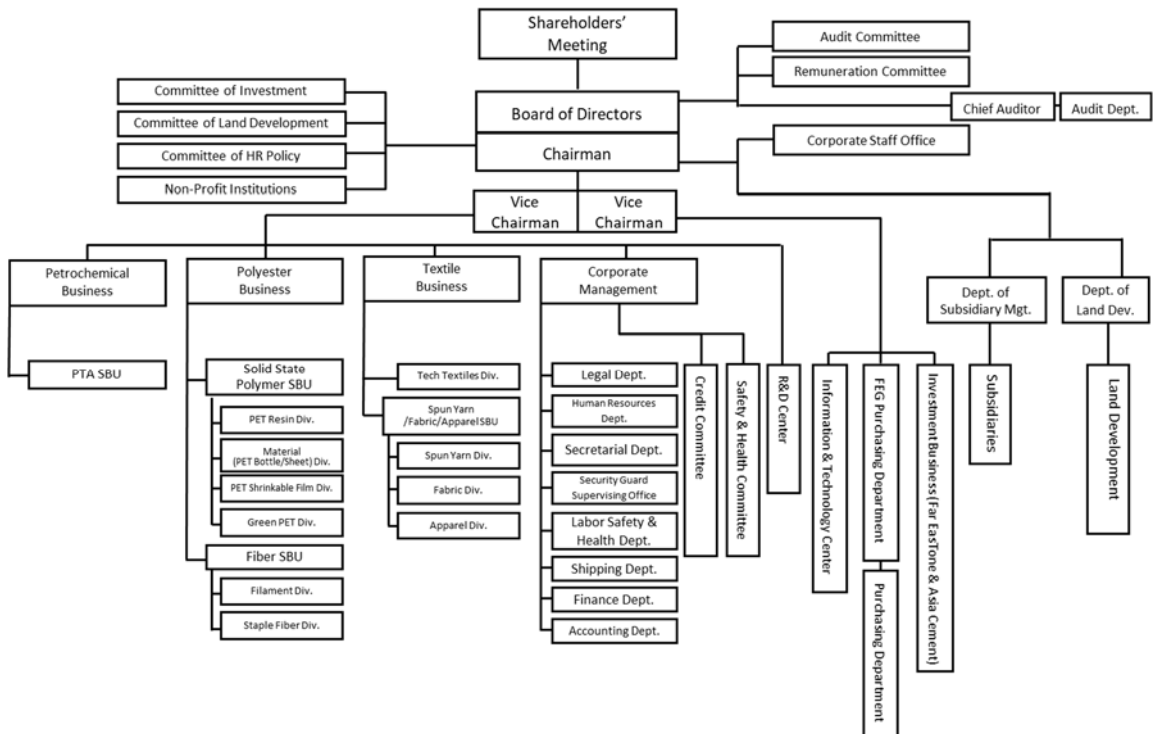 Shareholders'
Meeting
Audit Committee
Remuneration Committee
Committee of Investment
Board of Directors
Chief Auditor
Audit Dept.
Committee of Land Development
Corporate Staff Office
Committee of HR Policy
Chairman
Non-Profit Institutions
Vice
Chairman
Vice
Chairman
Petrochemical
Business
Polyester
Business
Textile
Business
Corporate
Management
Dept. of
Subsidiary Mgt.
Dept. of
Land Dev.
PTA SBU
Solid State
Polymer SBU
PET Resin Div.
Material
(PET Bottle/Sheet) Div.
PET Shrinkable Film Div.
Green PET Div.
Fiber SBU
Filament Div.
Staple Fiber Div.
Tech Textiles Div.
Spun Yarn
/Fabric/Apparel SBU
Spun Yarn Div.
Fabric Div.
Apparel Div.
Legal Dept.
Human Resources
Dept.
Secretarial Dept.
Security Guard
Supervising Office
Labor Safety &
Health Dept.
Shipping Dept.
Finance Dept.
Accounting Dept.
Credit Committee
Safety & Health Committee
R&D Center
Information & Technology Center
FEG Purchasing Department
Purchasing Department
Investment Business (Far EasTone & Asia Cement)
Subsidiaries
Land Development